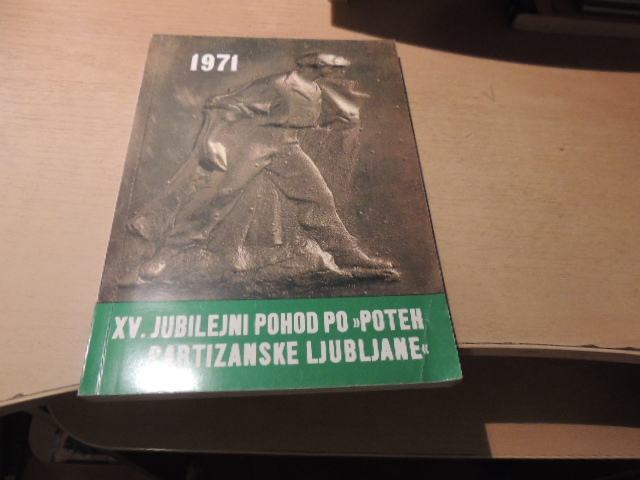 1971
XV. JUBILEJNI POHOD PO »POTEH
PARTIZANSKE LJUBLJANE«